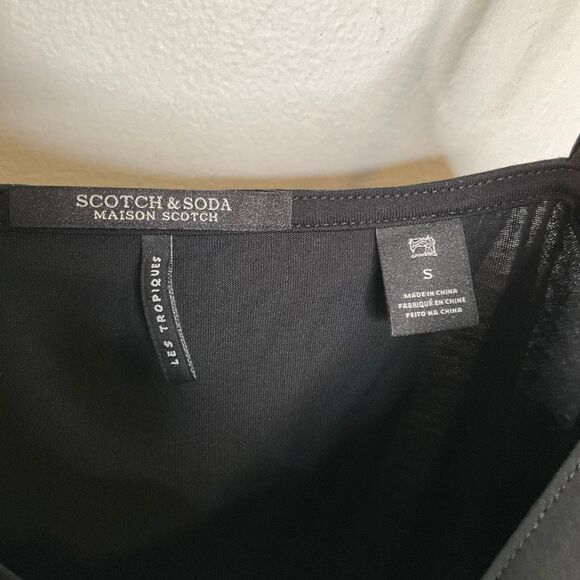 SCOTCH & SODA
MAISON SCOTCH
LES TROPIQUES
S
MADE IN CHINA
FABRIQUÉ EN CHINE
FEITO NA CHINA